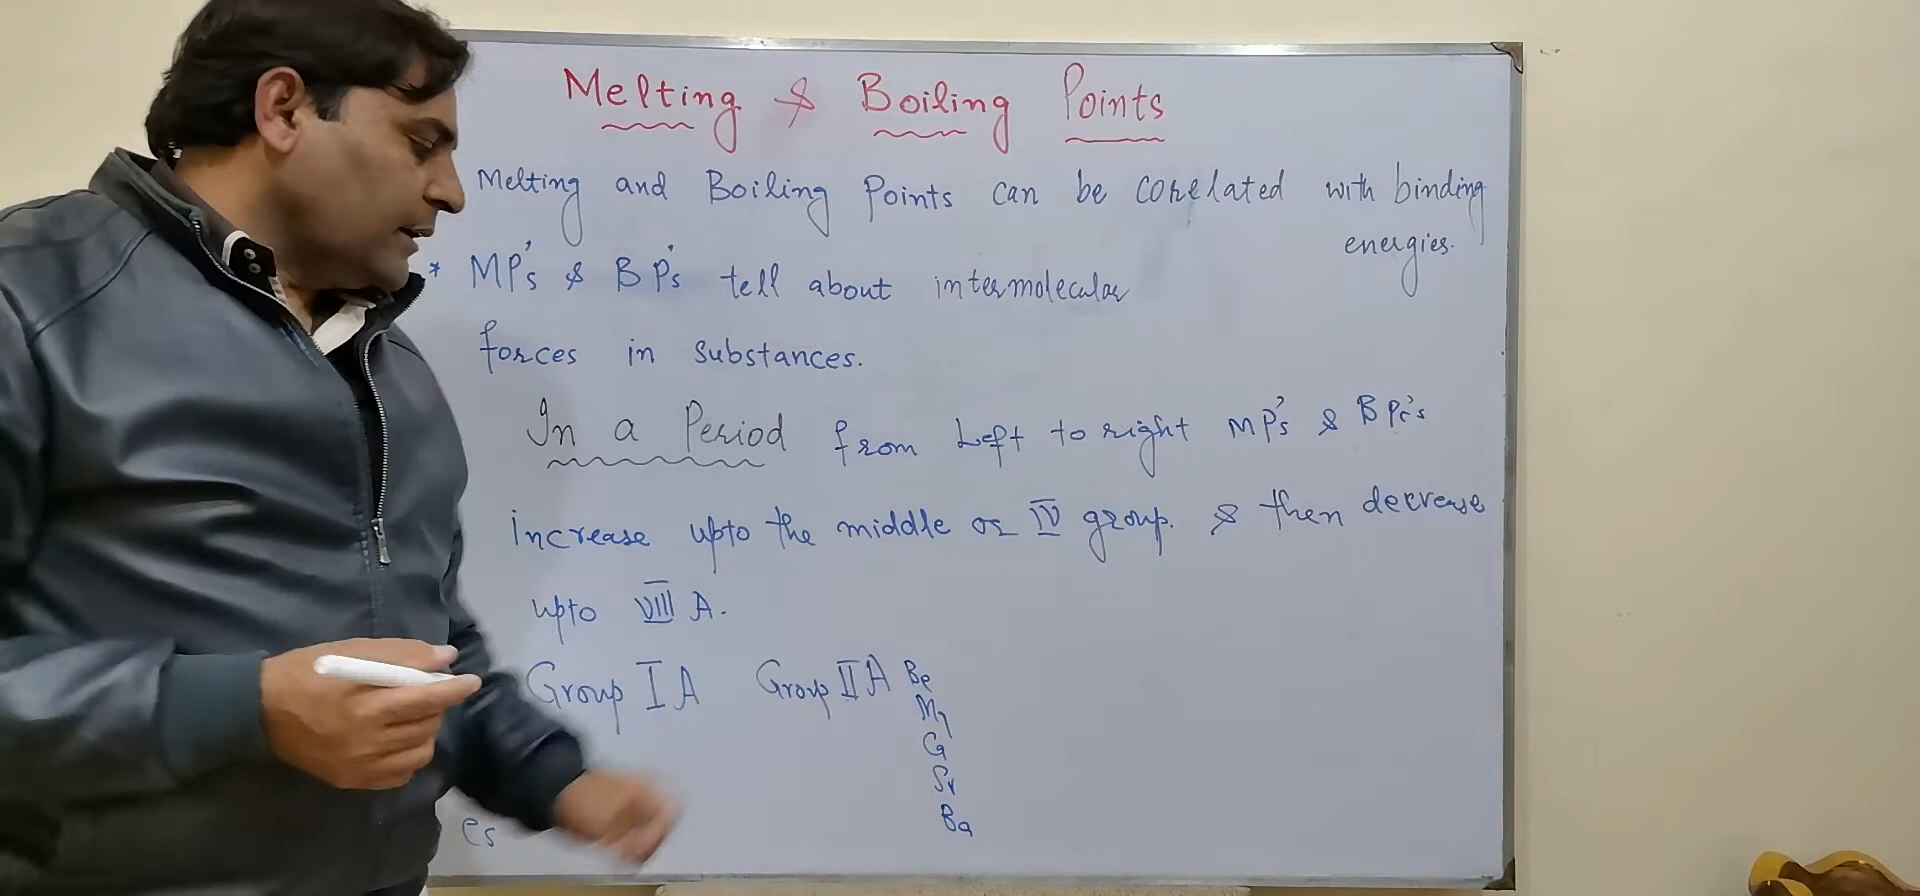 Melting & Boiling Points
Melting and Boiling Points can be corelated with binding
energies.
* MP's & BP's tell about intermolecular
forces in substances.
In a Period from Left to right MP's & BP's
increase upto the middle or IV group. & then decrease
upto VIII A.
Group I A Group II A Be
Mg
Ca
Sr
Ba
es